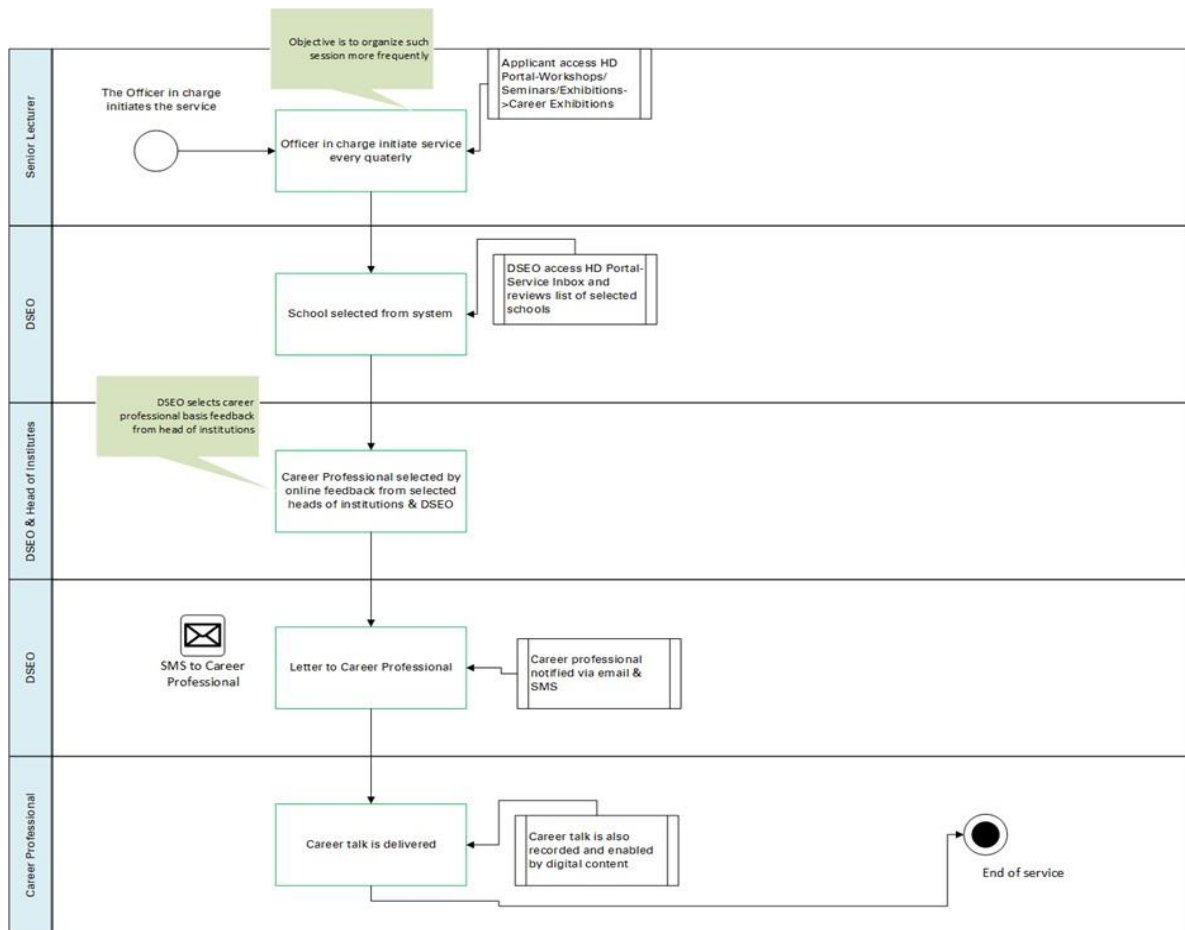 Objective is to organize such
session more frequently
Senior Lecturer
The Officer in charge
initiates the service
Officer in charge initiate service
every quaterly
Applicant access HD
Portal-Workshops/
Seminars/Exhibitions-
>Career Exhibitions
DSEO
School selected from system
DSEO access HD Portal-
Service Inbox and
reviews list of selected
schools
DSEO & Head of Institutes
DSEO selects career
professional basis feedback
from head of institutions
Career Professional selected by
online feedback from selected
heads of institutions & DSEO
DSEO
SMS to Career
Professional
Letter to Career Professional
Career professional
notified via email &
SMS
Career Professional
Career talk is delivered
Career talk is also
recorded and enabled
by digital content
End of service